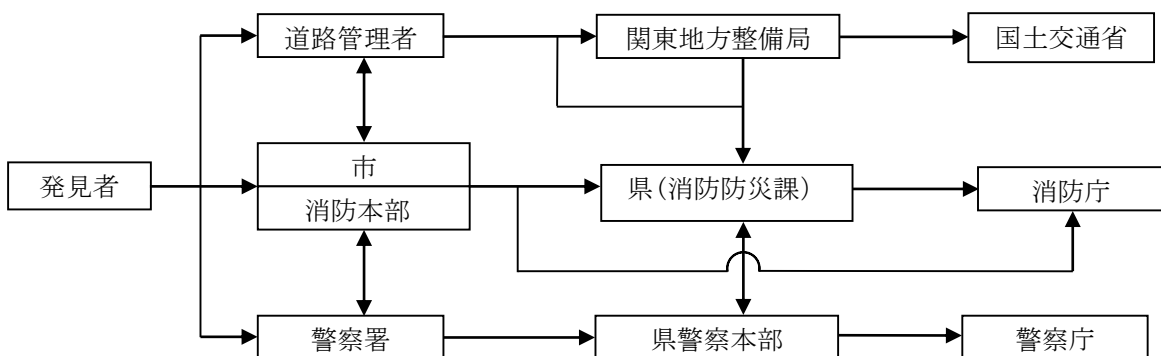 道路管理者
関東地方整備局
国土交通省
発見者
市
消防本部
県(消防防災課)
消防庁
警察署
県警察本部
警察庁